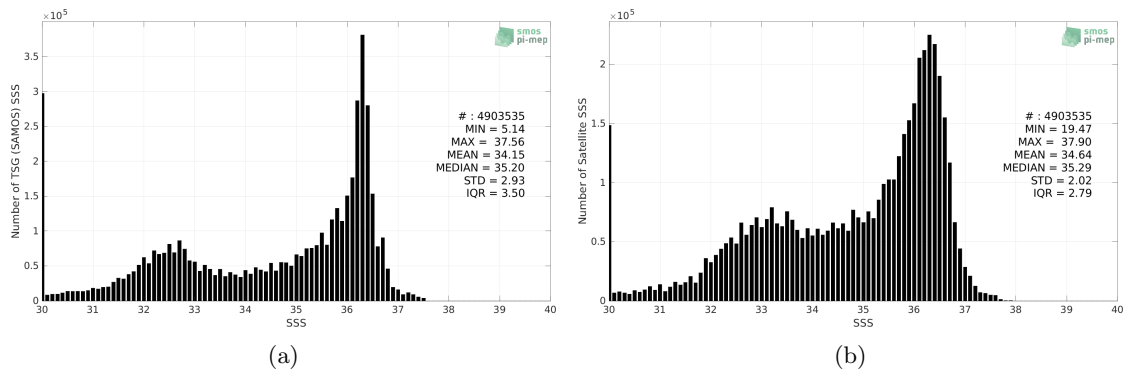 ×10⁵
smos
pi-mep
3.5
3
2.5
2
1.5
1
0.5
0
Number of TSG (SAMOS) SSS
# : 4903535
MIN = 5.14
MAX = 37.56
MEAN = 34.15
MEDIAN = 35.20
STD = 2.93
IQR = 3.50
30 31 32 33 34 35 36 37 38 39 40
SSS
(a)
×10⁵
smos
pi-mep
2
1.5
1
0.5
0
Number of Satellite SSS
# : 4903535
MIN = 19.47
MAX = 37.90
MEAN = 34.64
MEDIAN = 35.29
STD = 2.02
IQR = 2.79
30 31 32 33 34 35 36 37 38 39 40
SSS
(b)